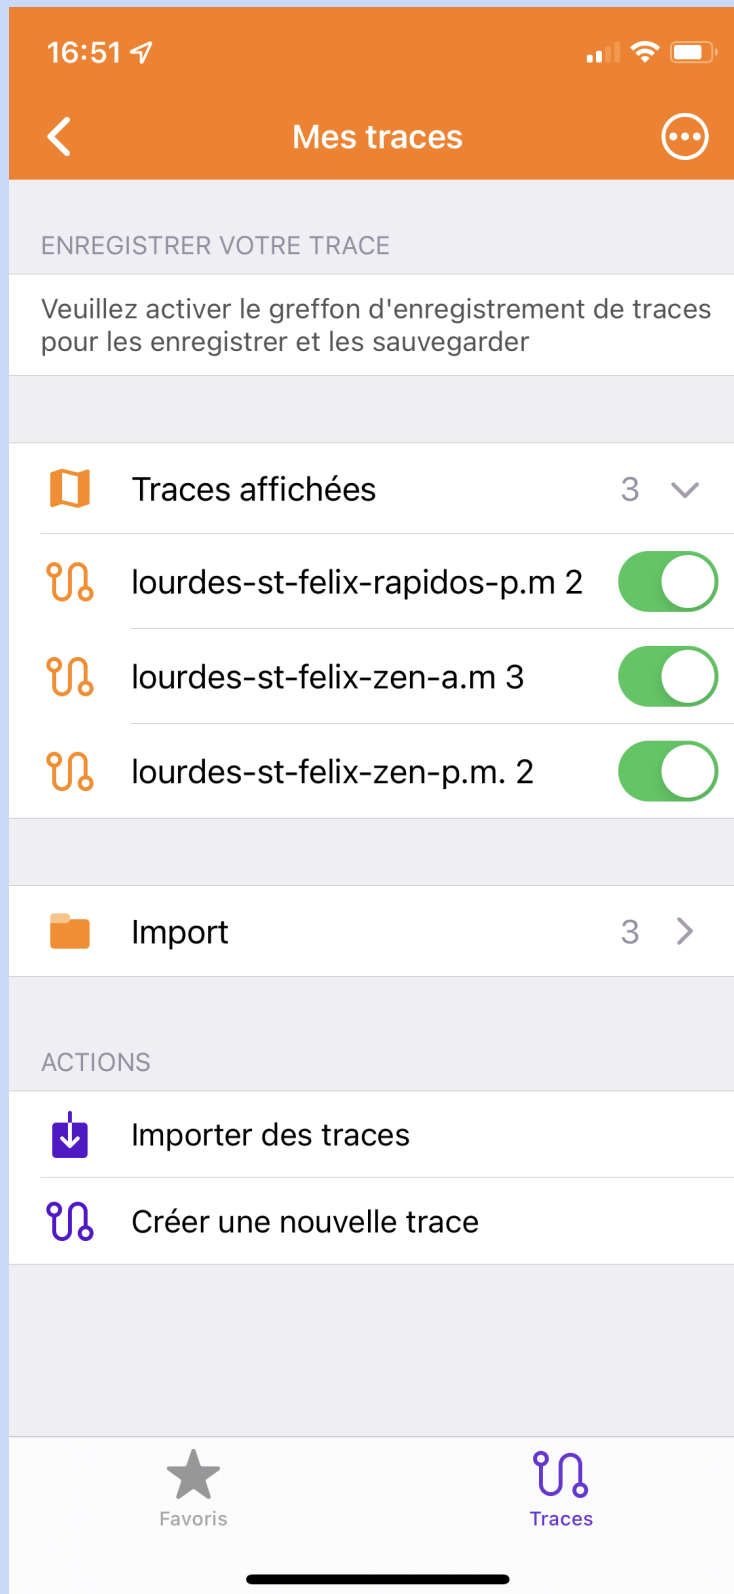 16:51
Mes traces
ENREGISTRER VOTRE TRACE
Veuillez activer le greffon d'enregistrement de traces
pour les enregistrer et les sauvegarder
Traces affichées 3
lourdes-st-felix-rapidos-p.m 2
lourdes-st-felix-zen-a.m 3
lourdes-st-felix-zen-p.m. 2
Import 3
ACTIONS
Importer des traces
Créer une nouvelle trace
Favoris Traces